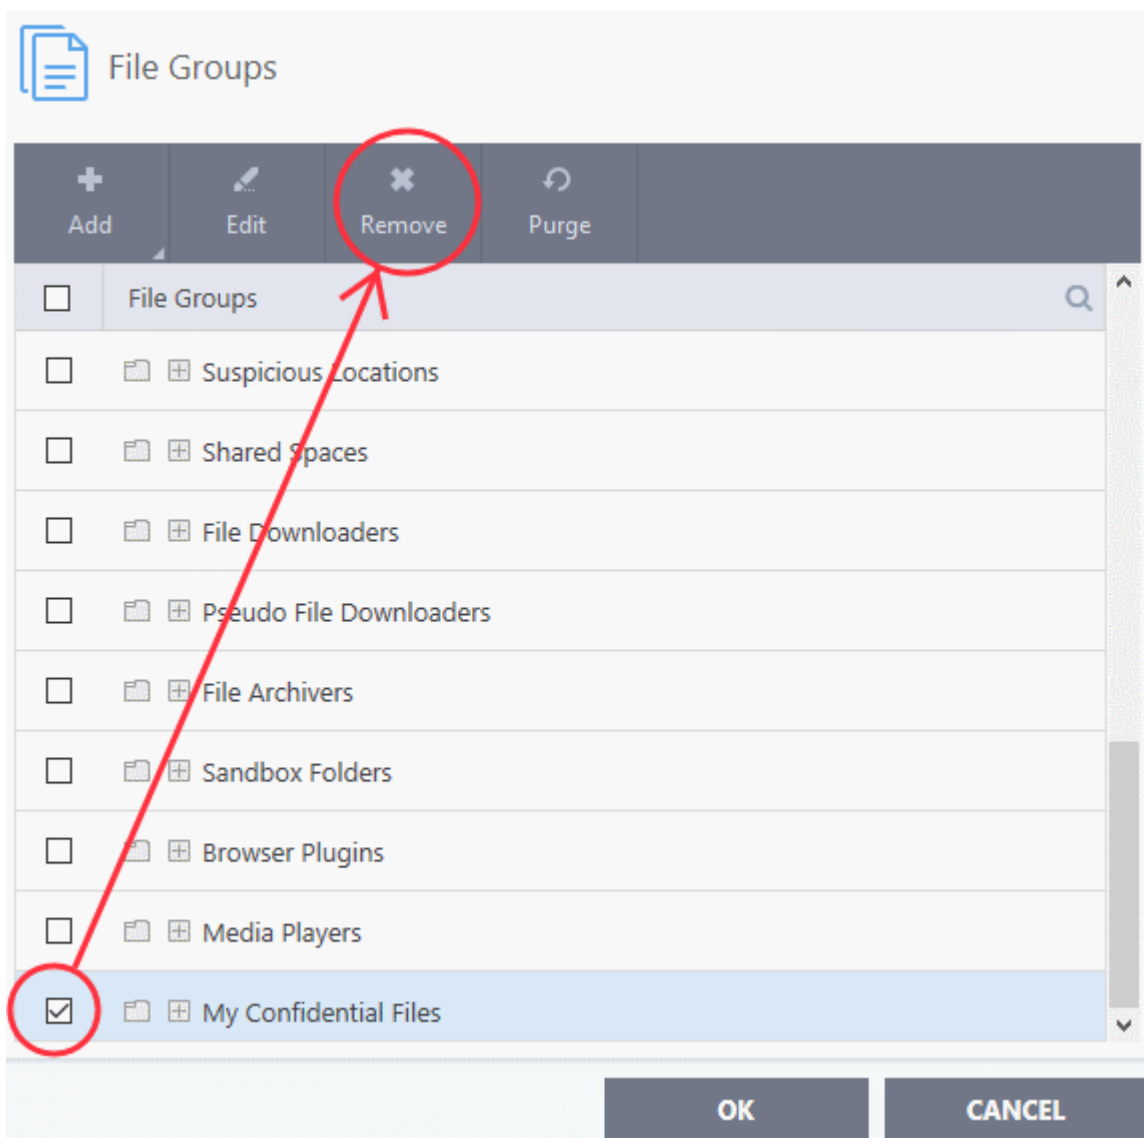 File Groups
Add Edit Remove Purge
File Groups
Suspicious Locations
Shared Spaces
File Downloaders
Pseudo File Downloaders
File Archivers
Sandbox Folders
Browser Plugins
Media Players
My Confidential Files
OK CANCEL